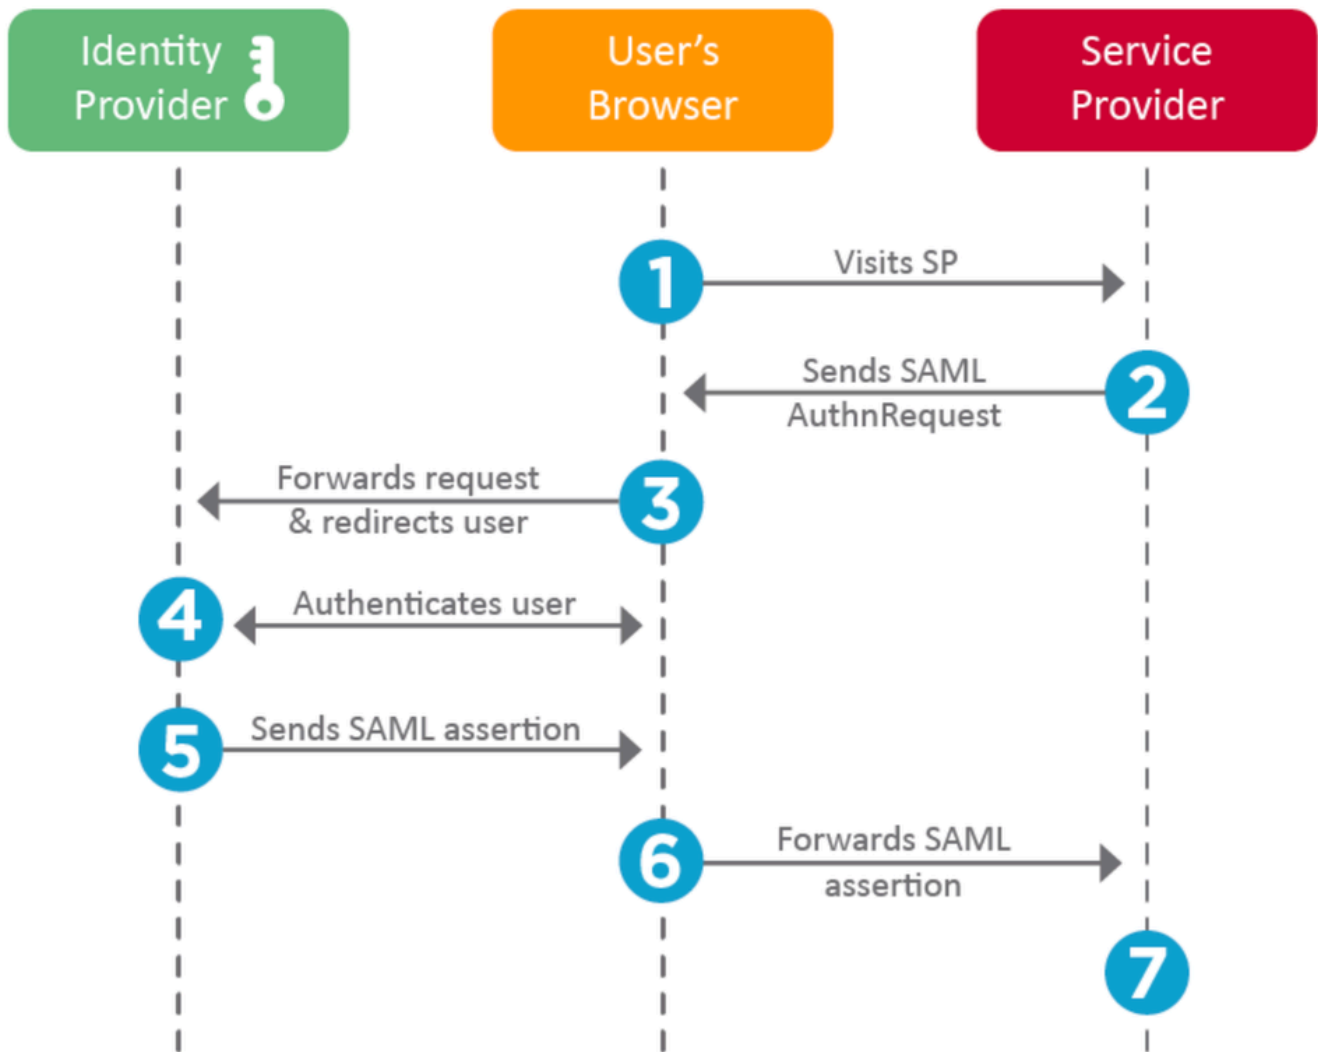 Identity
Provider
User's
Browser
Service
Provider
1
Visits SP
Sends SAML
AuthnRequest
2
Forwards request
& redirects user
3
4
Authenticates user
5
Sends SAML assertion
6
Forwards SAML
assertion
7